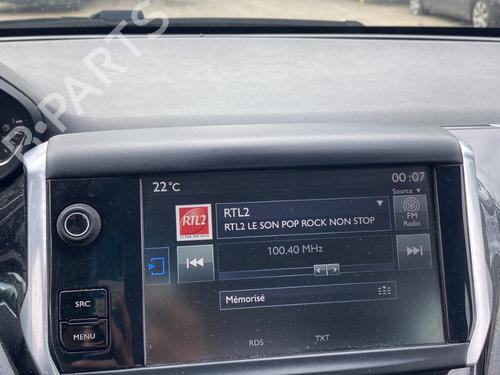 B-PARTS
22°C
00:07
Source
RTL2
RTL2
RTL2 LE SON POP ROCK NON STOP
FM
Radio
100.40 MHz
SRC
MENU
Mémorisé
RDS
TXT